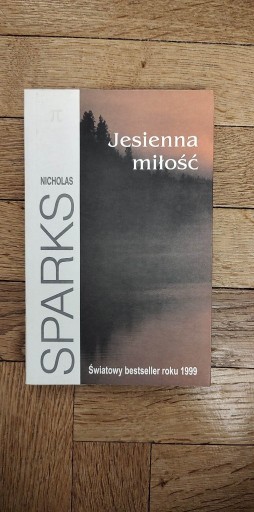 Jesienna
miłość
NICHOLAS
SPARKS
Światowy bestseller roku 1999